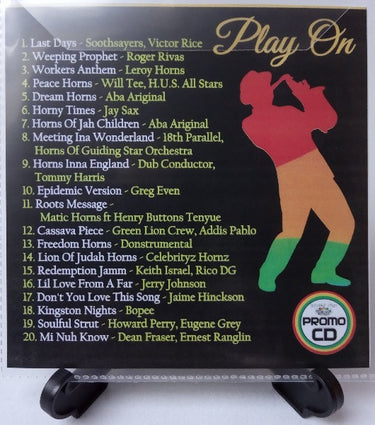 Play On
1. Last Days - Soothsayers, Victor Rice
2. Weeping Prophet - Roger Rivas
3. Workers Anthem - Leroy Horns
4. Peace Horns - Will Tee, H.U.S. All Stars
5. Dream Horns - Aba Ariginal
6. Horny Times - Jay Sax
7. Horns Of Jah Children - Aba Ariginal
8. Meeting Ina Wonderland - 18th Parallel,
Horns Of Guiding Star Orchestra
9. Horns Inna England - Dub Conductor,
Tommy Harris
10. Epidemic Version - Greg Even
11. Roots Message -
Matic Horns ft Henry Buttons Tenyue
12. Cassava Piece - Green Lion Crew, Addis Pablo
13. Freedom Horns - Donstrumental
14. Lion Of Judah Horns - Celebrityz Hornz
15. Redemption Jamm - Keith Israel, Rico DG
16. Lil Love From A Far - Jerry Johnson
17. Don't You Love This Song - Jaime Hinckson
18. Kingston Nights - Bopee
19. Soulful Strut - Howard Perry, Eugene Grey
20. Mi Nuh Know - Dean Fraser, Ernest Ranglin
PROMO
CD